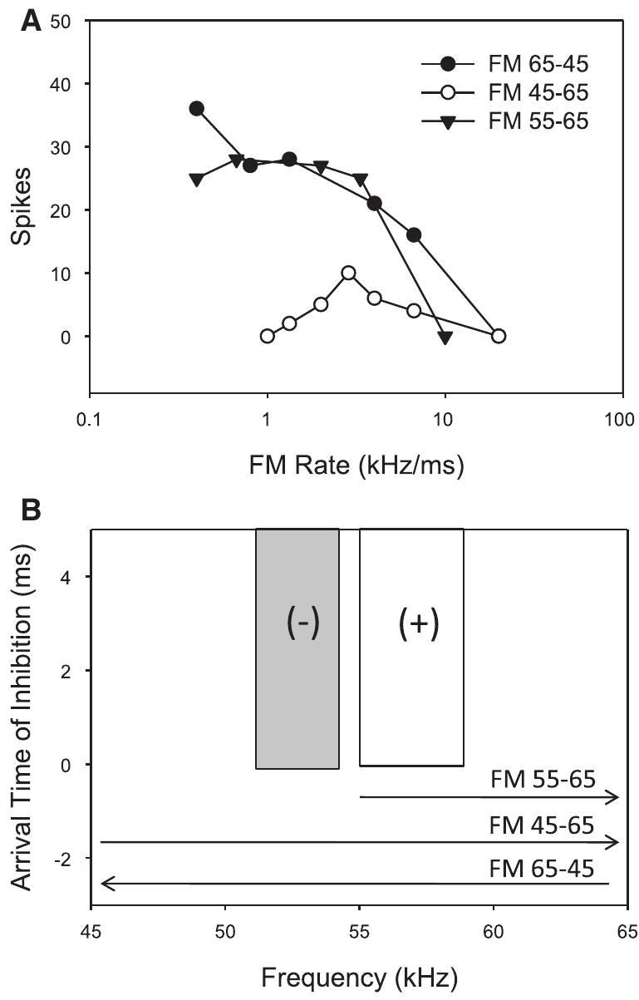 A
50
40
30
20
10
0
Spikes
FM 65-45
FM 45-65
FM 55-65
0.1 1 10 100
FM Rate (kHz/ms)
B
4
2
0
-2
Arrival Time of Inhibition (ms)
(-) (+)
FM 55-65
FM 45-65
FM 65-45
45 50 55 60 65
Frequency (kHz)